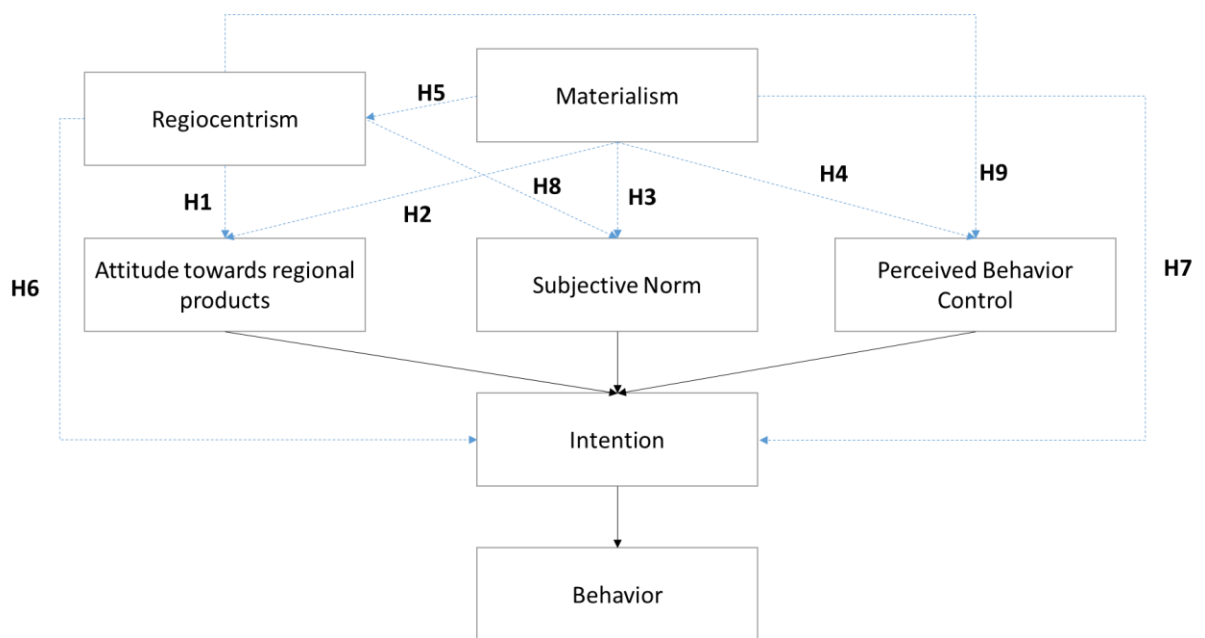 Materialism
H5
Regiocentrism
H8
H4
H9
H1
H3
H2
Attitude towards regional
products
Subjective Norm
Perceived Behavior
Control
H6
H7
Intention
Behavior